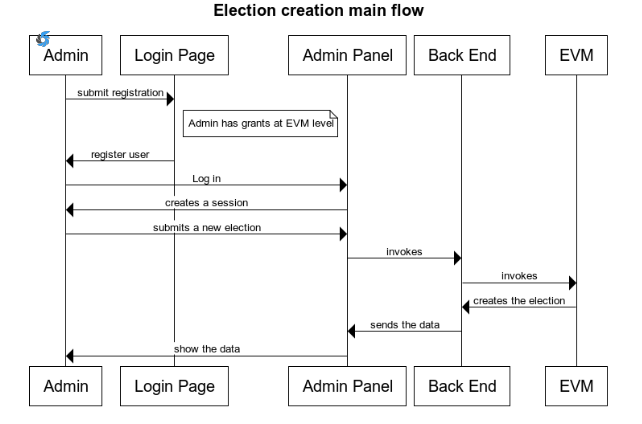 Election creation main flow
Admin Login Page Admin Panel Back End EVM
submit registration
Admin has grants at EVM level
register user
Log in
creates a session
submits a new election
invokes
invokes
creates the election
sends the data
show the data
Admin Login Page Admin Panel Back End EVM